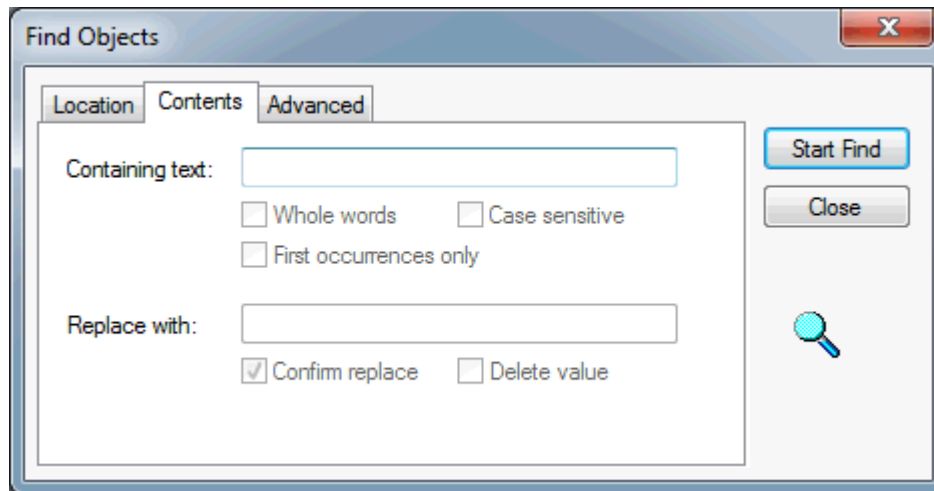 Find Objects
Location Contents Advanced
Containing text:
Start Find
Whole words Case sensitive
Close
First occurrences only
Replace with:
Confirm replace Delete value